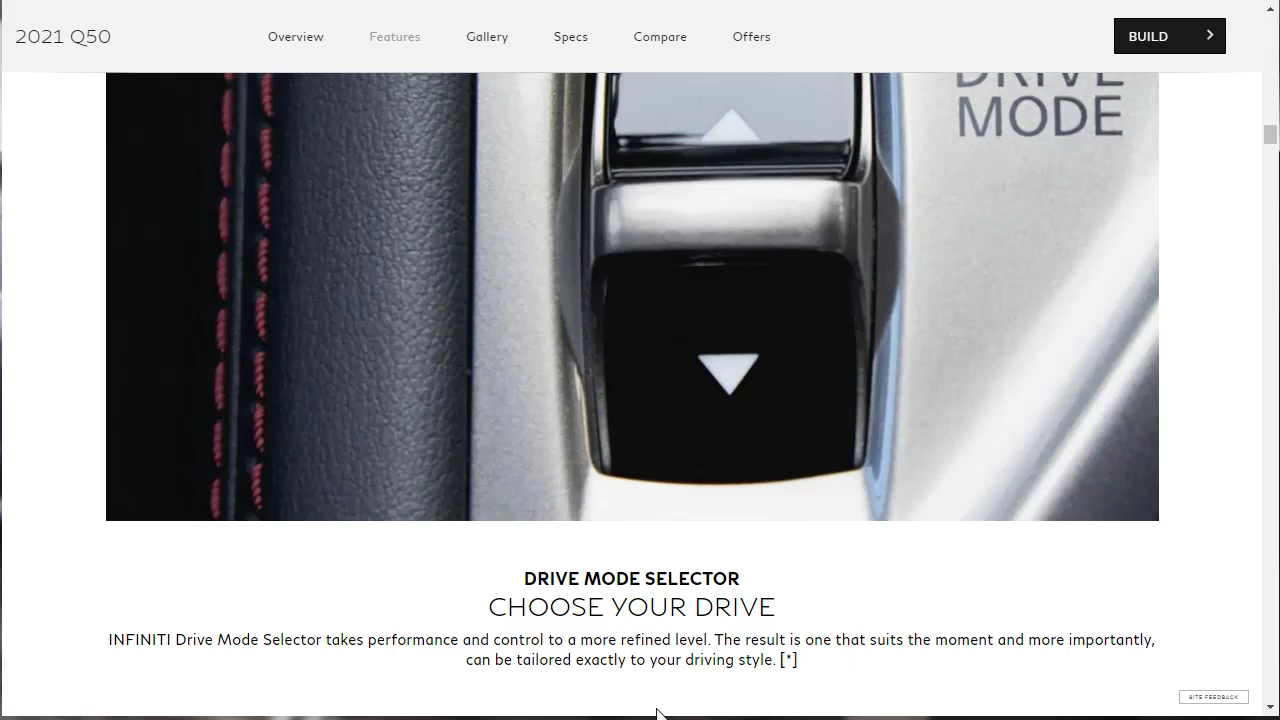 2021 Q50
Overview
Features
Gallery
Specs
Compare
Offers
BUILD
DRIVE
MODE
DRIVE MODE SELECTOR
CHOOSE YOUR DRIVE
INFINITI Drive Mode Selector takes performance and control to a more refined level. The result is one that suits the moment and more importantly,
can be tailored exactly to your driving style. [*]
SITE FEEDBACK